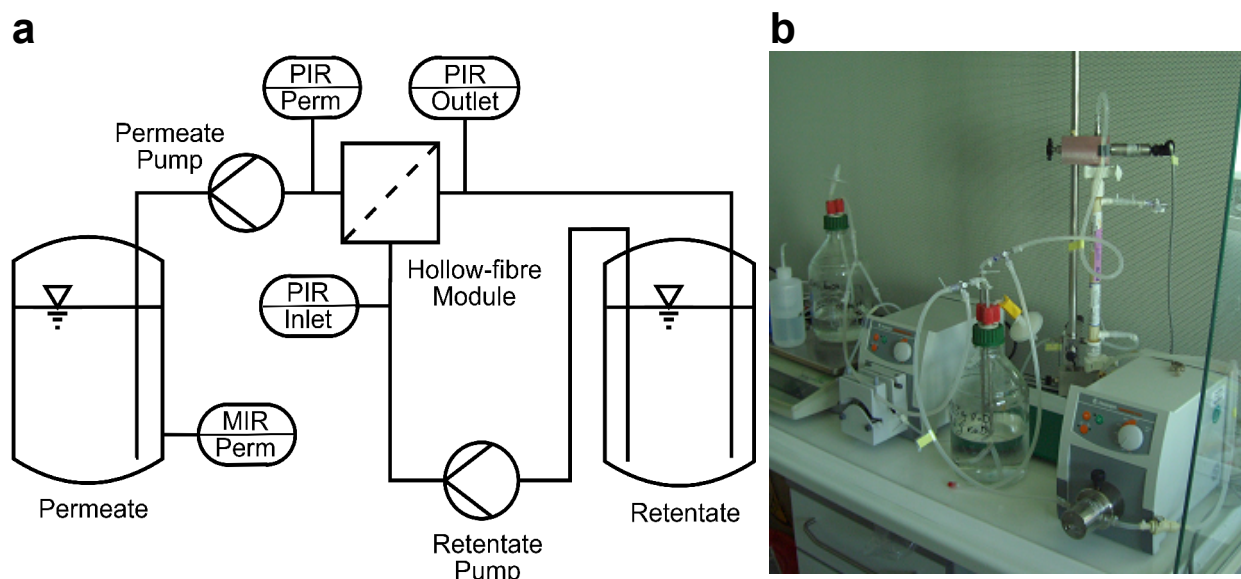 a
b
PIR
Perm
PIR
Outlet
Permeate
Pump
Hollow-fibre
Module
PIR
Inlet
MIR
Perm
Permeate
Retentate
Pump
Retentate